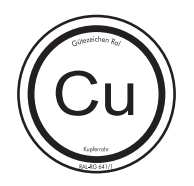 Gütezeichen Ral
Cu
Kupferrohr
RAL-RG 641/1